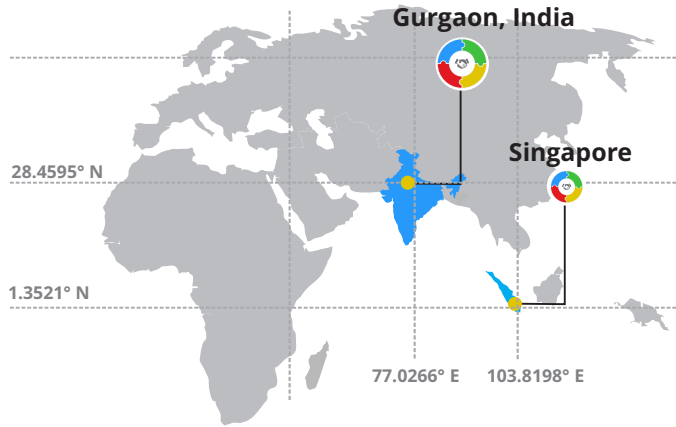 Gurgaon, India
Singapore
28.4595° N
1.3521° N
77.0266° E
103.8198° E